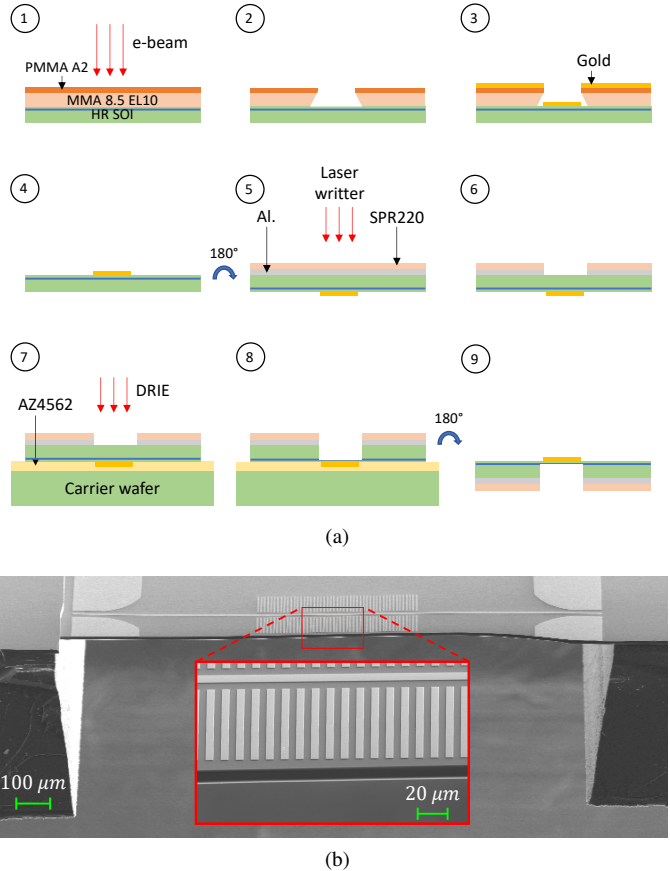 1
2
3
e-beam
PMMA A2
MMA 8.5 EL10
HR SOI
Gold
4
5
6
Laser
writter
Al.
SPR220
180°
7
8
9
DRIE
AZ4562
180°
Carrier wafer
(a)
100 μm
20 μm
(b)